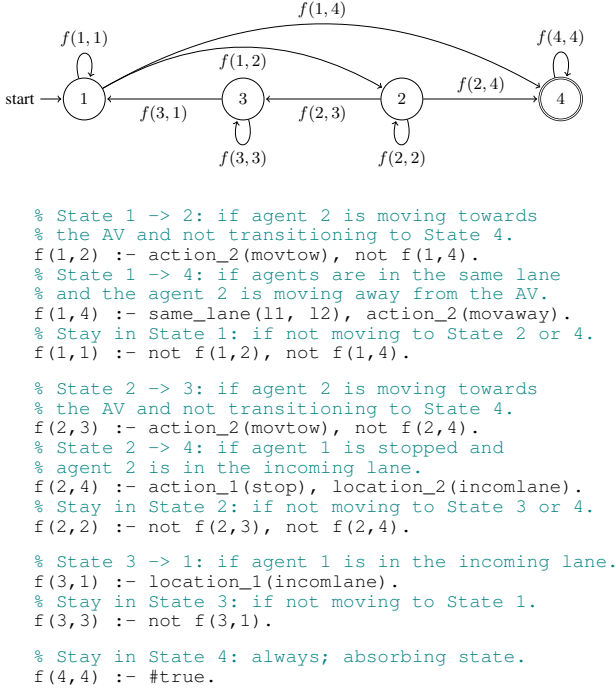 f(1, 4)
f(1, 1)
f(4, 4)
f(1, 2)
f(2, 4)
start
1
3
2
4
f(3, 1)
f(2, 3)
f(3, 3)
f(2, 2)
% State 1 -> 2: if agent 2 is moving towards
% the AV and not transitioning to State 4.
f(1,2) :- action_2(movtow), not f(1,4).
% State 1 -> 4: if agents are in the same lane
% and the agent 2 is moving away from the AV.
f(1,4) :- same_lane(l1, l2), action_2(movaway).
% Stay in State 1: if not moving to State 2 or 4.
f(1,1) :- not f(1,2), not f(1,4).
% State 2 -> 3: if agent 2 is moving towards
% the AV and not transitioning to State 4.
f(2,3) :- action_2(movtow), not f(2,4).
% State 2 -> 4: if agent 1 is stopped and
% agent 2 is in the incoming lane.
f(2,4) :- action_1(stop), location_2(incomlane).
% Stay in State 2: if not moving to State 3 or 4.
f(2,2) :- not f(2,3), not f(2,4).
% State 3 -> 1: if agent 1 is in the incoming lane.
f(3,1) :- location_1(incomlane).
% Stay in State 3: if not moving to State 1.
f(3,3) :- not f(3,1).
% Stay in State 4: always; absorbing state.
f(4,4) :- #true.